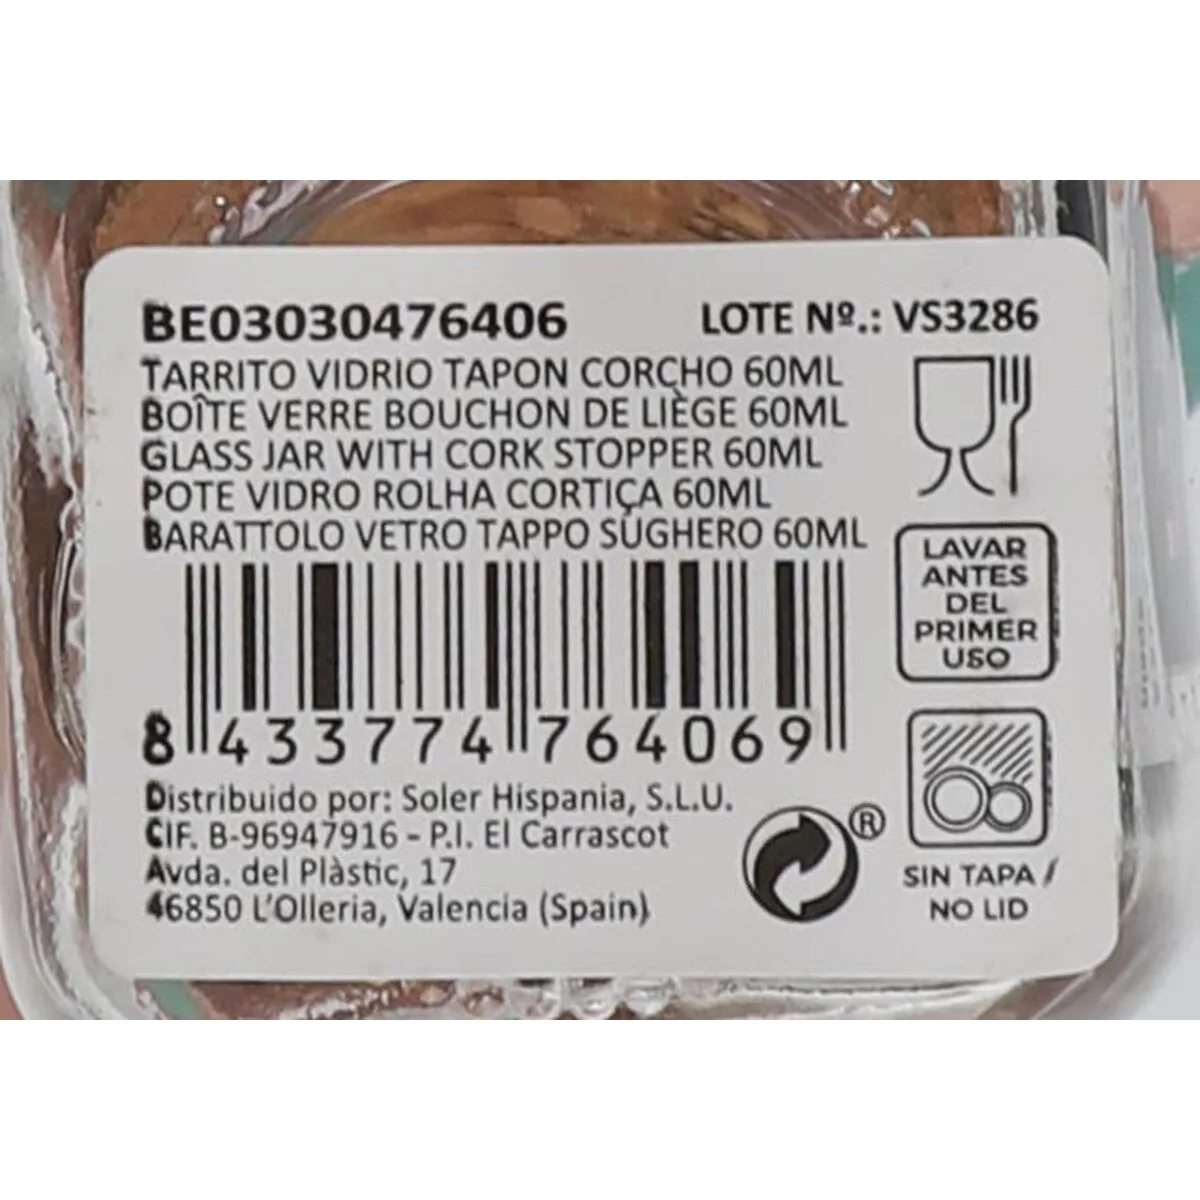 BE03030476406 LOTE Nº.: VS3286
TARRITO VIDRIO TAPON CORCHO 60ML
BOÎTE VERRE BOUCHON DE LIÈGE 60ML
GLASS JAR WITH CORK STOPPER 60ML
POTE VIDRO ROLHA CORTIÇA 60ML
BARATTOLO VETRO TAPPO SUGHERO 60ML
LAVAR
ANTES
DEL
PRIMER
USO
8 433774 764069
Distribuido por: Soler Hispania, S.L.U.
CIF. B-96947916 - P.I. El Carrascot
Avda. del Plàstic, 17
46850 L'Olleria, Valencia (Spain)
®
SIN TAPA /
NO LID